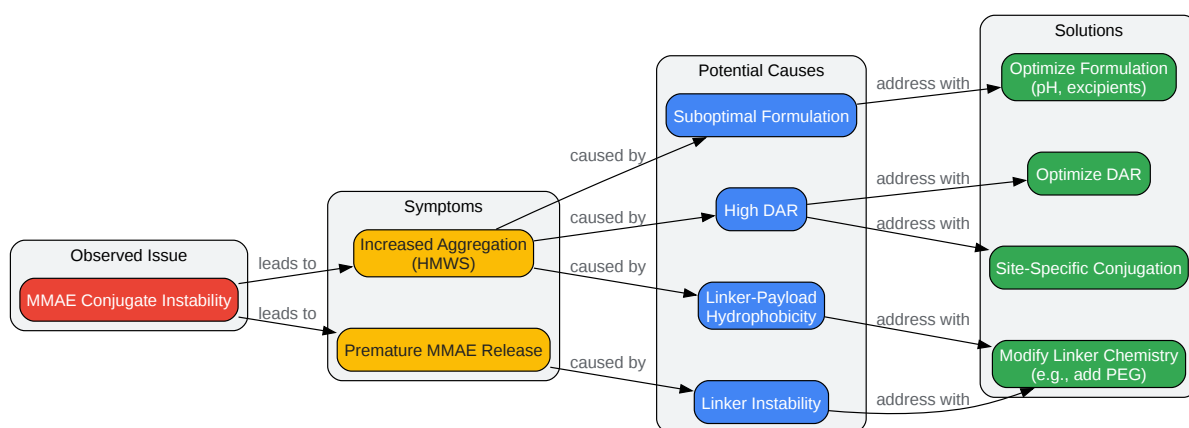 Observed Issue
MMAE Conjugate Instability
leads to
leads to
Symptoms
Increased Aggregation
(HMWS)
Premature MMAE Release
caused by
caused by
caused by
caused by
Potential Causes
Suboptimal Formulation
High DAR
Linker-Payload
Hydrophobicity
Linker Instability
address with
address with
address with
address with
address with
Solutions
Optimize Formulation
(pH, excipients)
Optimize DAR
Site-Specific Conjugation
Modify Linker Chemistry
(e.g., add PEG)